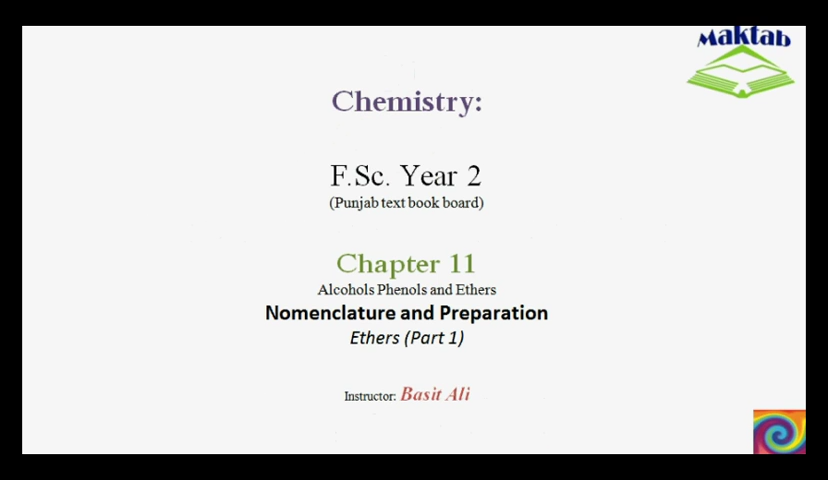 Maktab
Chemistry:
F.Sc. Year 2
(Punjab text book board)
Chapter 11
Alcohols Phenols and Ethers
Nomenclature and Preparation
Ethers (Part 1)
Instructor: Basit Ali